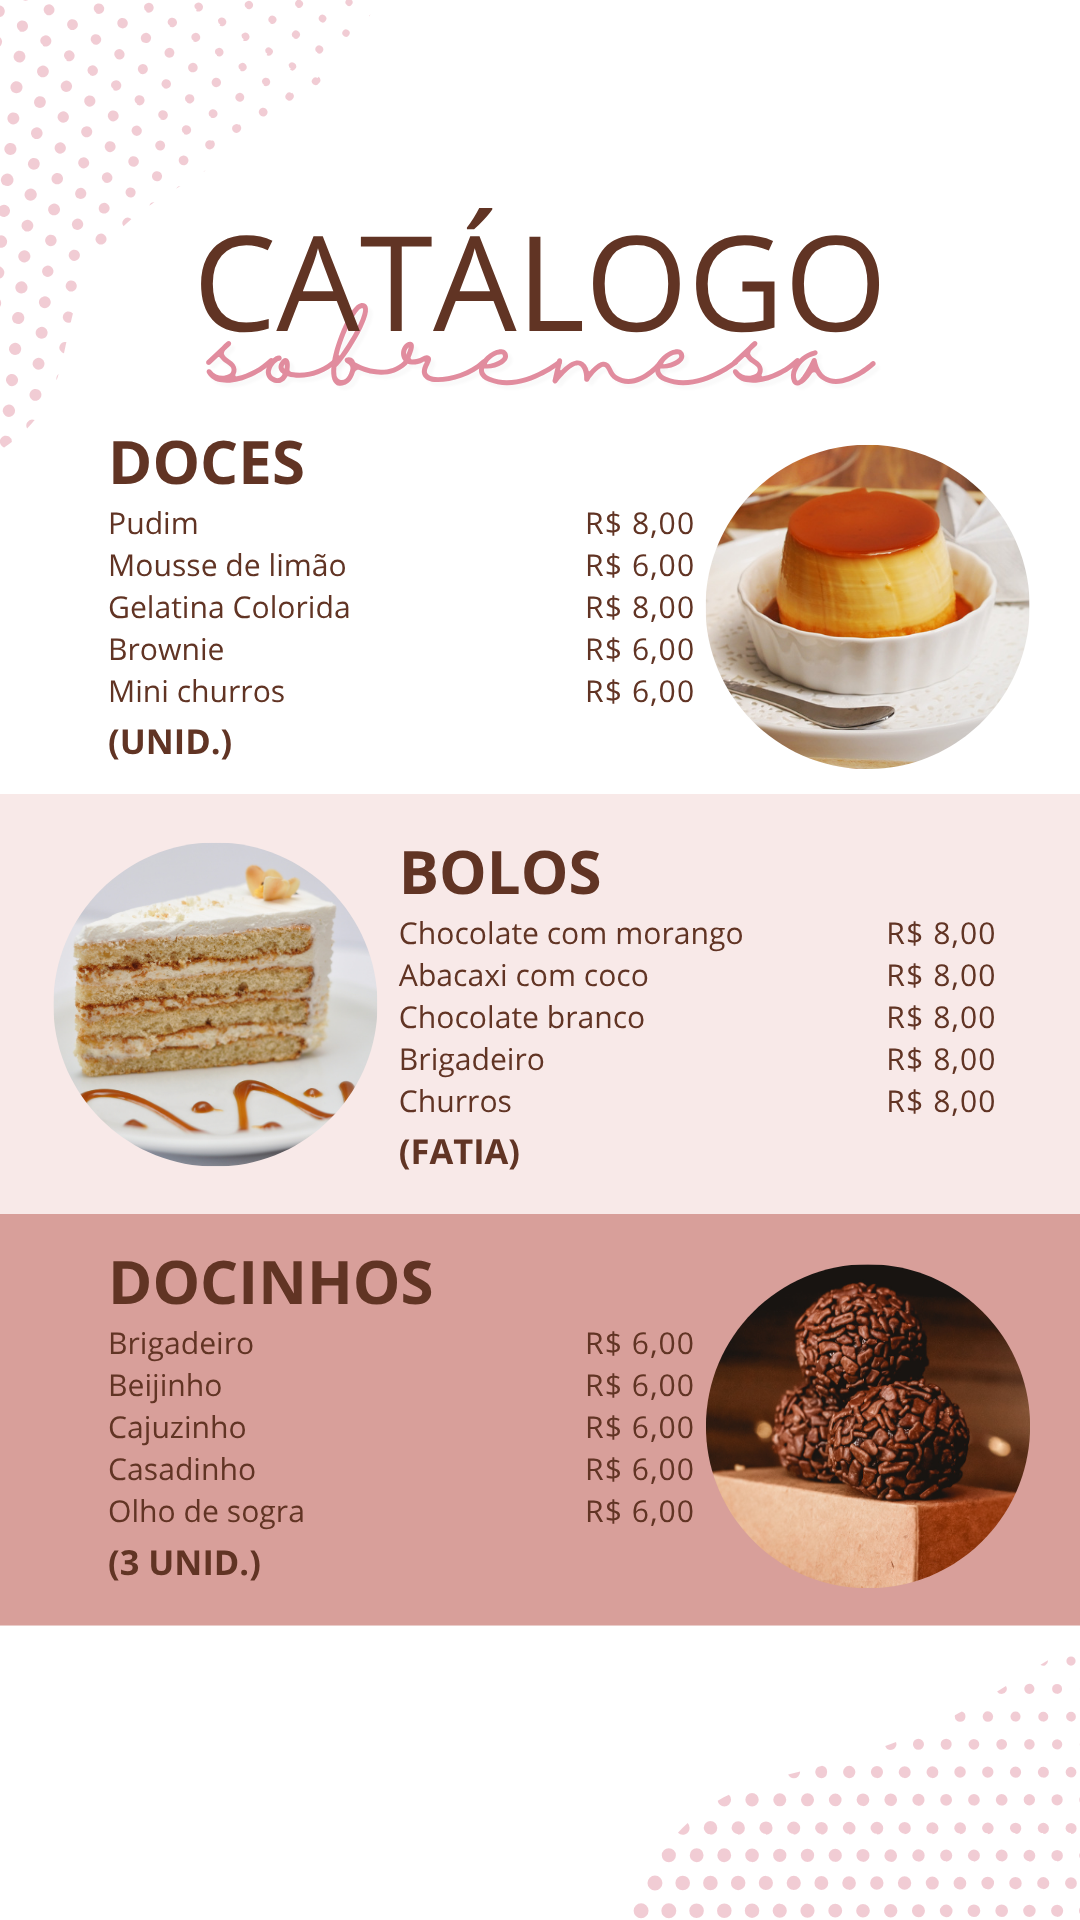 CATÁLOGO
sobremesa
DOCES
Pudim R$ 8,00
Mousse de limão R$ 6,00
Gelatina Colorida R$ 8,00
Brownie R$ 6,00
Mini churros R$ 6,00
(UNID.)
BOLOS
Chocolate com morango R$ 8,00
Abacaxi com coco R$ 8,00
Chocolate branco R$ 8,00
Brigadeiro R$ 8,00
Churros R$ 8,00
(FATIA)
DOCINHOS
Brigadeiro R$ 6,00
Beijinho R$ 6,00
Cajuzinho R$ 6,00
Casadinho R$ 6,00
Olho de sogra R$ 6,00
(3 UNID.)